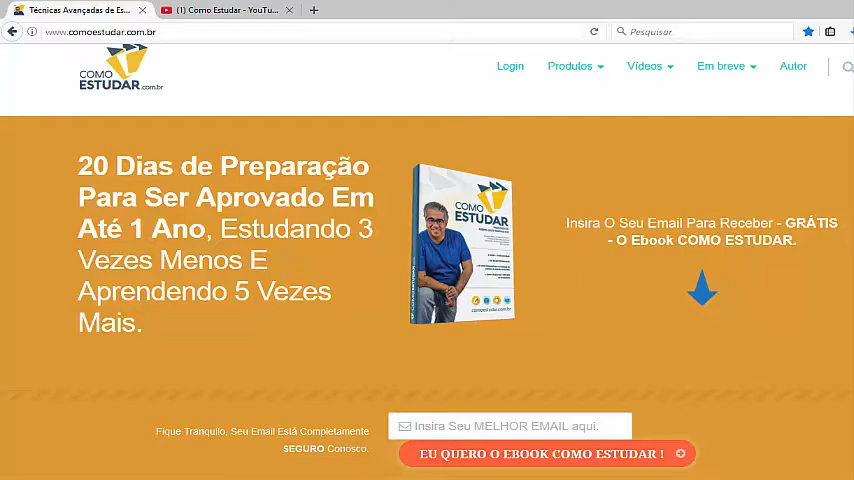 Técnicas Avançadas de Es...
(1) Como Estudar - YouTu...
www.comoestudar.com.br
Pesquisar
COMO
ESTUDAR.com.br
Login
Produtos
Vídeos
Em breve
Autor
20 Dias de Preparação
Para Ser Aprovado Em
Até 1 Ano, Estudando 3
Vezes Menos E
Aprendendo 5 Vezes
Mais.
COMO
ESTUDAR
comoestudar.com.br
Insira O Seu Email Para Receber - GRÁTIS
- O Ebook COMO ESTUDAR.
Fique Tranquilo, Seu Email Está Completamente
SEGURO Conosco.
Insira Seu MELHOR EMAIL aqui.
EU QUERO O EBOOK COMO ESTUDAR !